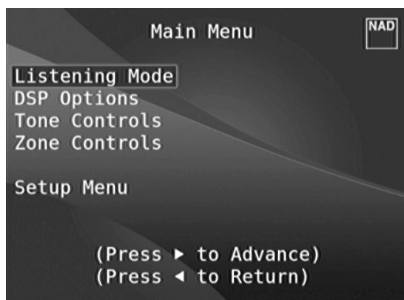 Main Menu
NAD
Listening Mode
DSP Options
Tone Controls
Zone Controls
Setup Menu
(Press ▶ to Advance)
(Press ◀ to Return)